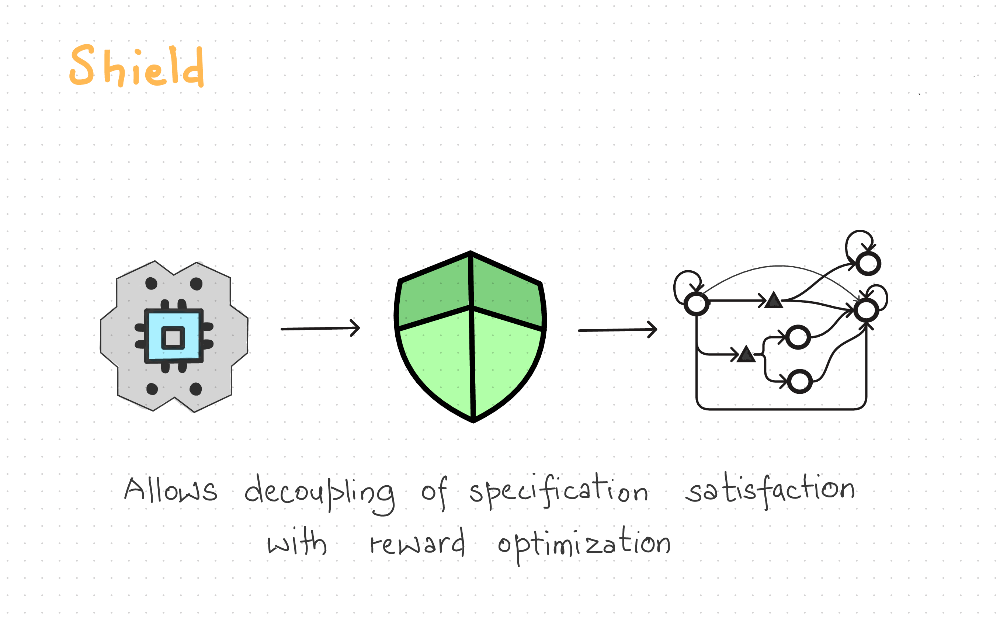 Shield
Allows decoupling of specification satisfaction
with reward optimization